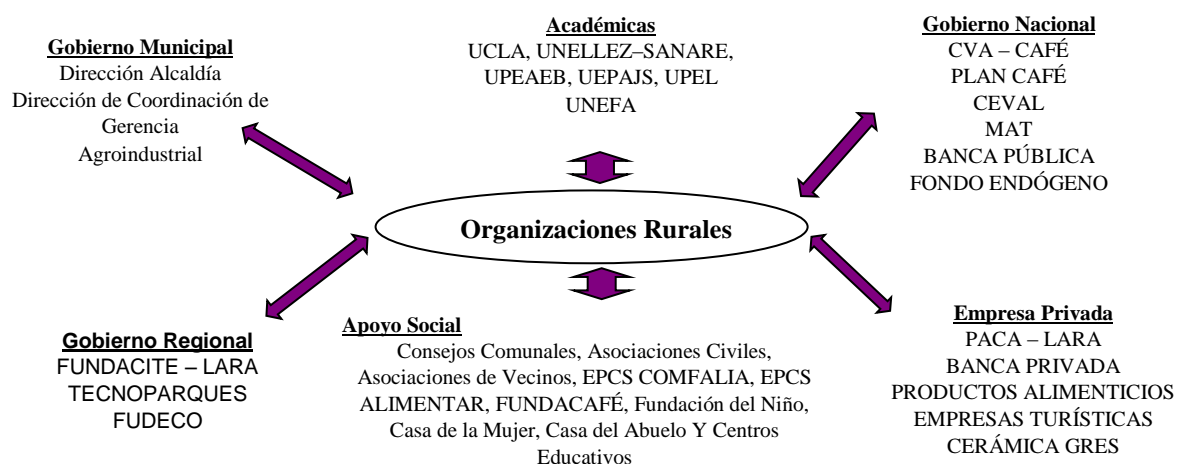 Gobierno Municipal
Dirección Alcaldía
Dirección de Coordinación de
Gerencia
Agroindustrial
Académicas
UCLA, UNELLEZ–SANARE,
UPEAEB, UEPAJS, UPEL
UNEFA
Gobierno Nacional
CVA – CAFÉ
PLAN CAFÉ
CEVAL
MAT
BANCA PÚBLICA
FONDO ENDÓGENO
Organizaciones Rurales
Gobierno Regional
FUNDACITE – LARA
TECNOPARQUES
FUDECO
Apoyo Social
Consejos Comunales, Asociaciones Civiles,
Asociaciones de Vecinos, EPCS COMFALIA, EPCS
ALIMENTAR, FUNDACAFÉ, Fundación del Niño,
Casa de la Mujer, Casa del Abuelo Y Centros
Educativos
Empresa Privada
PACA – LARA
BANCA PRIVADA
PRODUCTOS ALIMENTICIOS
EMPRESAS TURÍSTICAS
CERÁMICA GRES